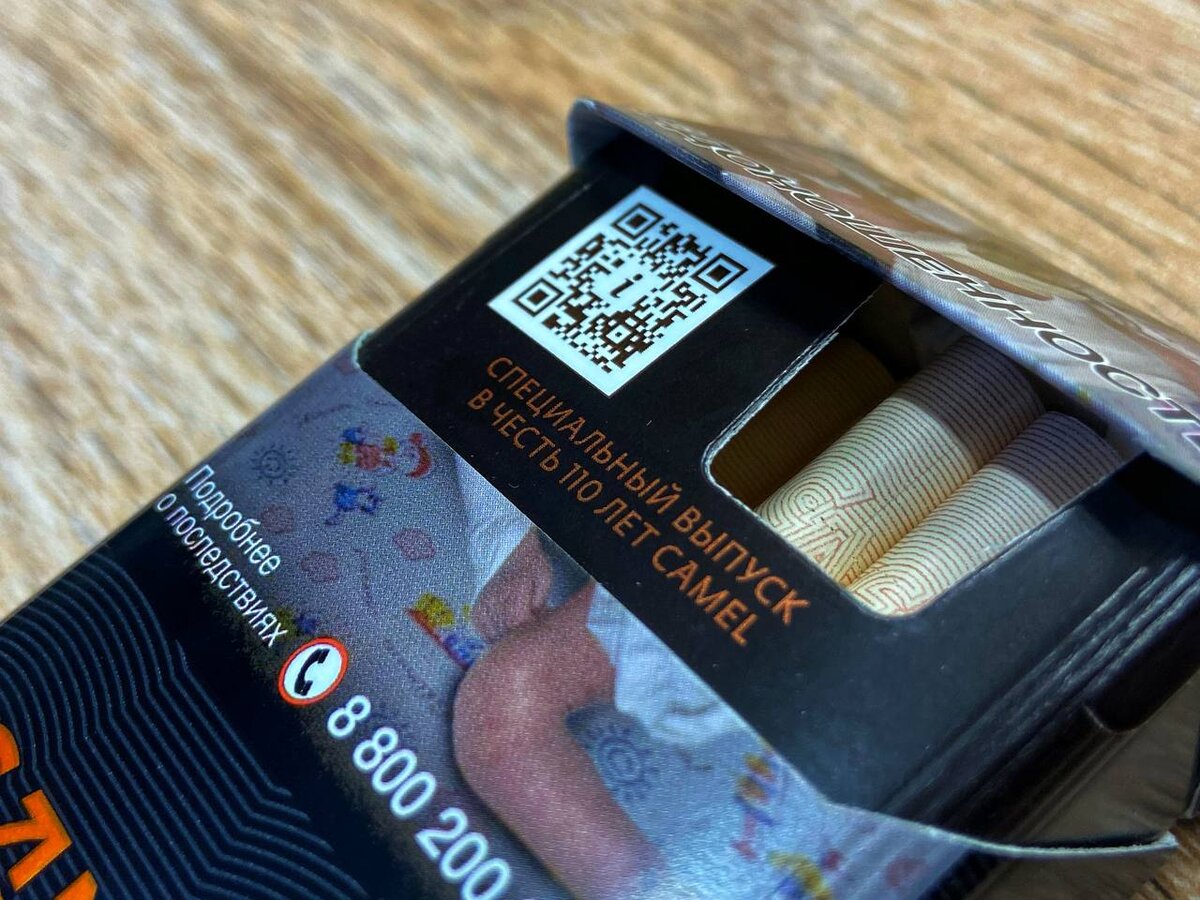 СПЕЦИАЛЬНЫЙ ВЫПУСК
В ЧЕСТЬ 110 ЛЕТ CAMEL
Подробнее
о последствиях
8 800 200